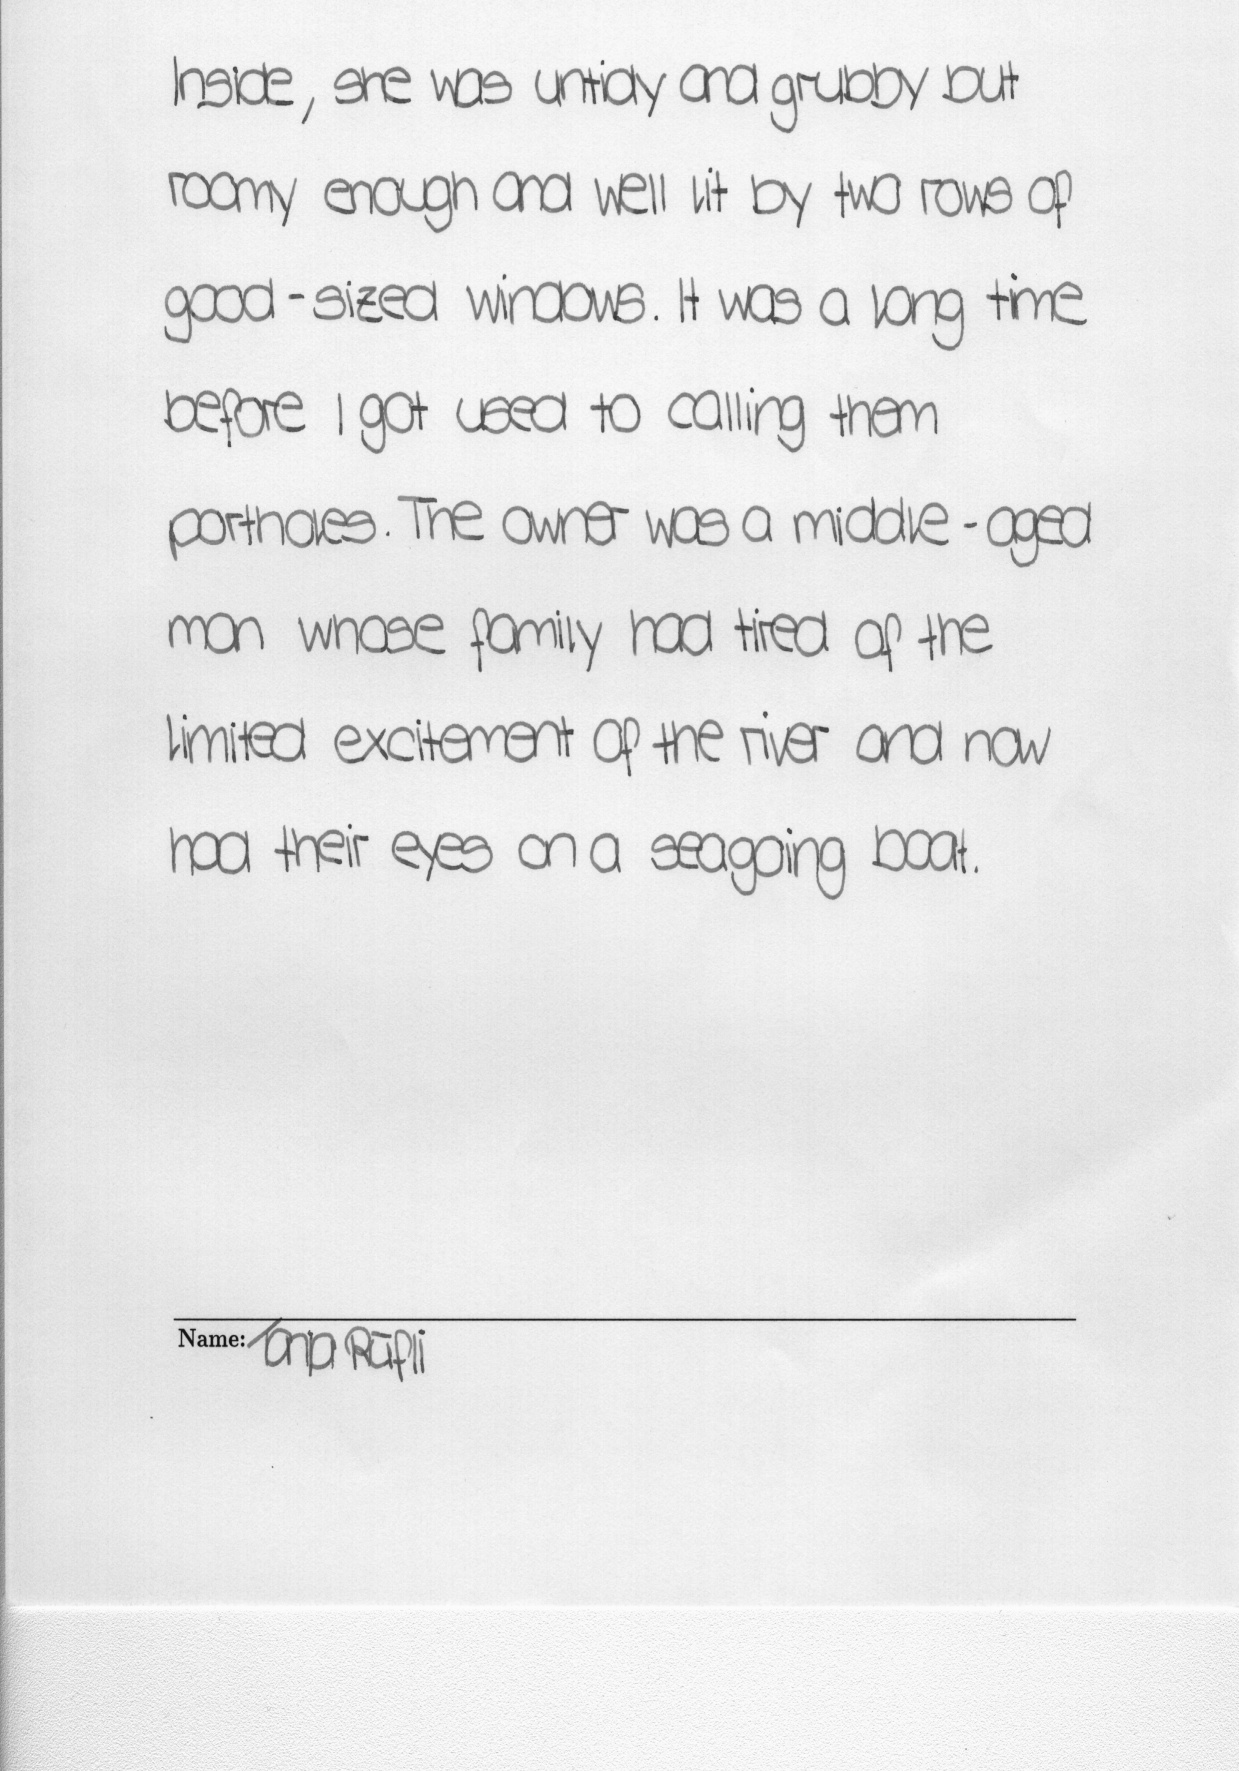 Inside, she was untidy and grubby but
roomy enough and well lit by two rows of
good-sized windows. It was a long time
before I got used to calling them
portholes. The owner was a middle-aged
man whose family had tired of the
limited excitement of the river and now
had their eyes on a seagoing boat.
Name: Tanja Rüfli